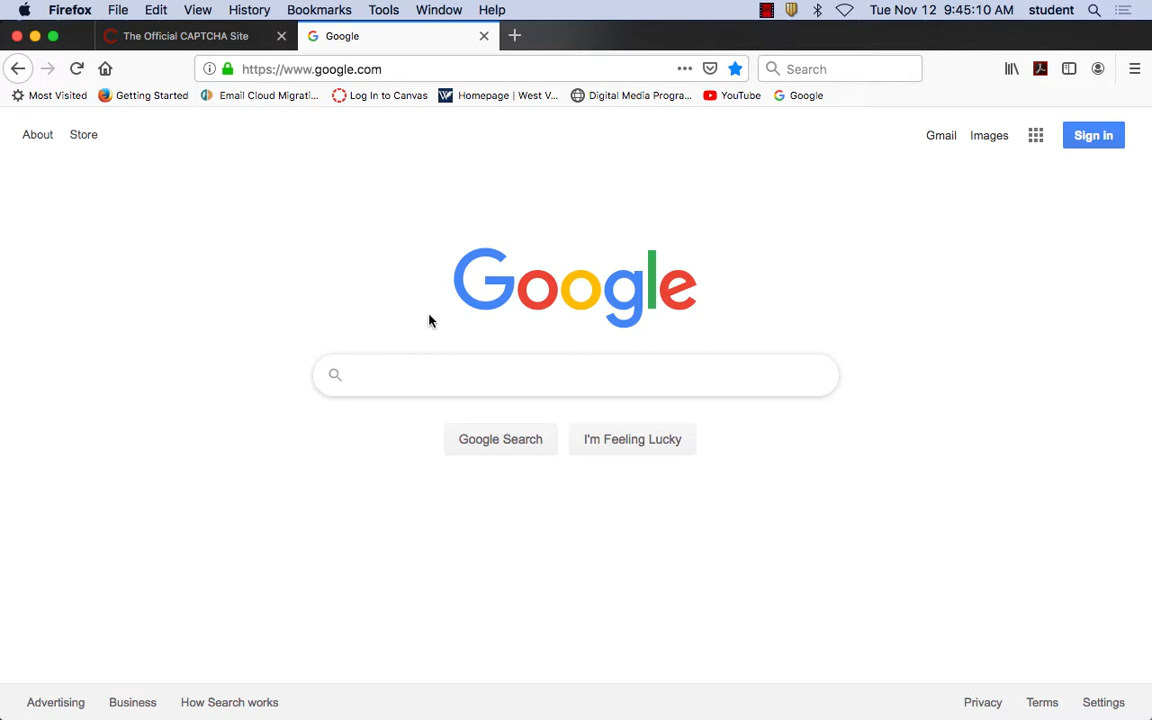 Firefox File Edit View History Bookmarks Tools Window Help Tue Nov 12 9:45:10 AM student
The Official CAPTCHA Site Google
https://www.google.com Search
Most Visited Getting Started Email Cloud Migrati... Log In to Canvas Homepage | West V... Digital Media Progra... YouTube Google
About Store Gmail Images Sign In
Google
Google Search I'm Feeling Lucky
Advertising Business How Search works Privacy Terms Settings